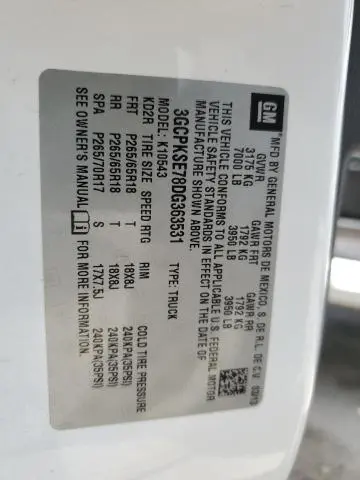 GM
MFD BY GENERAL MOTORS DE MEXICO S. DE R.L. DE C.V. 03/13
GVWR GAWR FRT GAWR RR
3175 KG 1792 KG 1792 KG
7000 LB 3950 LB 3950 LB
THIS VEHICLE CONFORMS TO ALL APPLICABLE U.S. FEDERAL MOTOR
VEHICLE SAFETY STANDARDS IN EFFECT ON THE DATE OF
MANUFACTURE SHOWN ABOVE.
3GCPKSE78DG363531 TYPE: TRUCK
MODEL: K10543
KD2R TIRE SIZE SPEED RTG RIM COLD TIRE PRESSURE
FRT P265/65R18 T 18X8J 240KPA(35PSI)
RR P265/65R18 T 18X8J 240KPA(35PSI)
SPA P265/70R17 S 17X7.5J 240KPA(35PSI)
SEE OWNER'S MANUAL i FOR MORE INFORMATION.